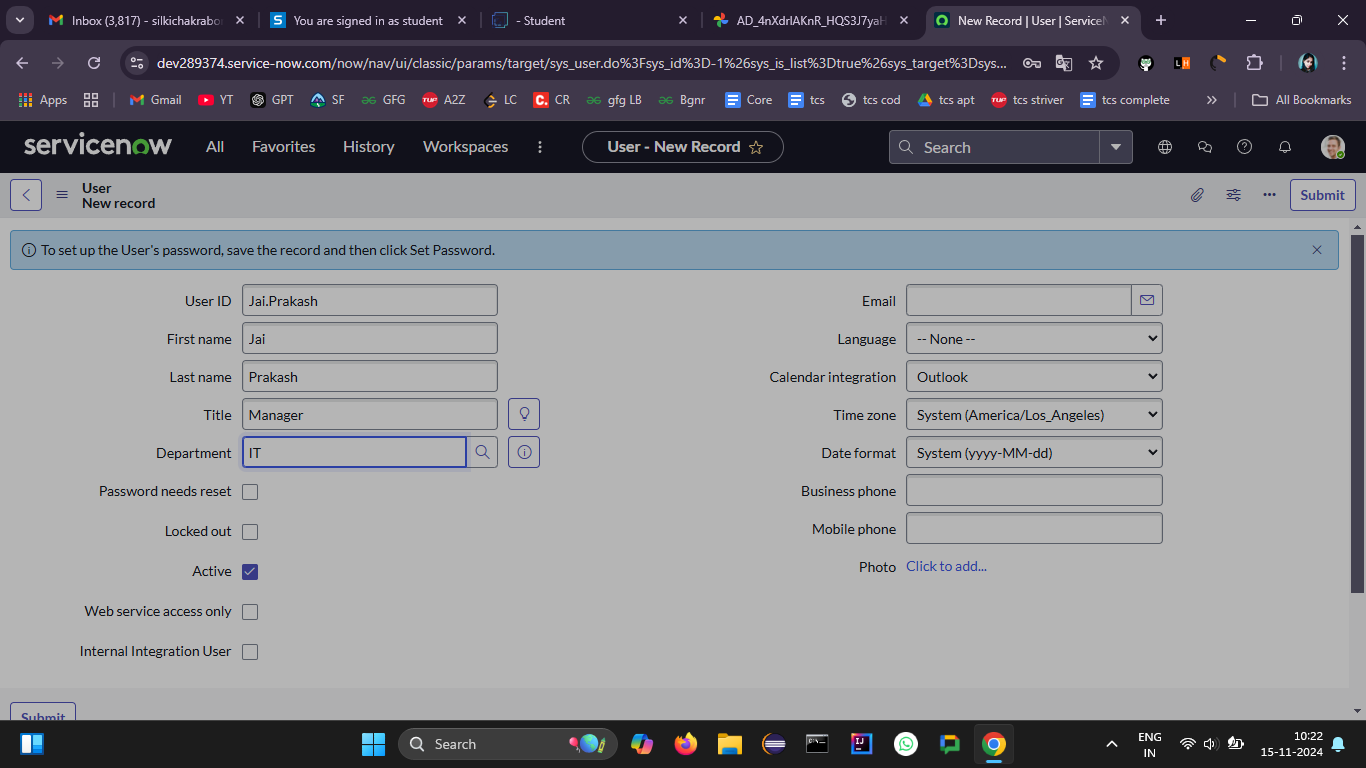 Inbox (3,817) - silkichakrabor
You are signed in as student
- Student
AD_4nXdrlAKnR_HQS3J7yaH
New Record | User | ServiceN
dev289374.service-now.com/now/nav/ui/classic/params/target/sys_user.do%3Fsys_id%3D-1%26sys_is_list%3Dtrue%26sys_target%3Dsys...
Apps
Gmail
YT
GPT
SF
GFG
A2Z
LC
CR
gfg LB
Bgnr
Core
tcs
tcs cod
tcs apt
tcs striver
tcs complete
»
All Bookmarks
servicenow
All
Favorites
History
Workspaces
User - New Record
Search
User
New record
Submit
To set up the User's password, save the record and then click Set Password.
User ID Jai.Prakash
First name Jai
Last name Prakash
Title Manager
Department IT
Password needs reset
Locked out
Active
Web service access only
Internal Integration User
Email
Language -- None --
Calendar integration Outlook
Time zone System (America/Los_Angeles)
Date format System (yyyy-MM-dd)
Business phone
Mobile phone
Photo Click to add...
Submit
Search
ENG
IN
10:22
15-11-2024